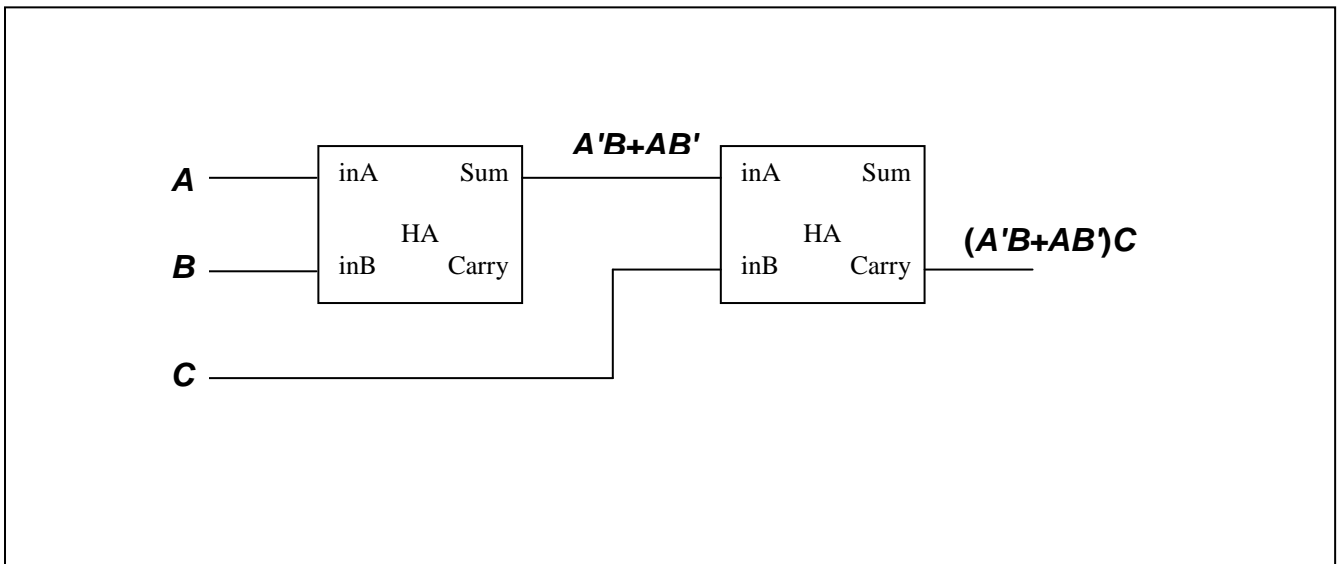 A'B+AB'
A inA Sum inA Sum
HA HA (A'B+AB')C
B inB Carry inB Carry
C